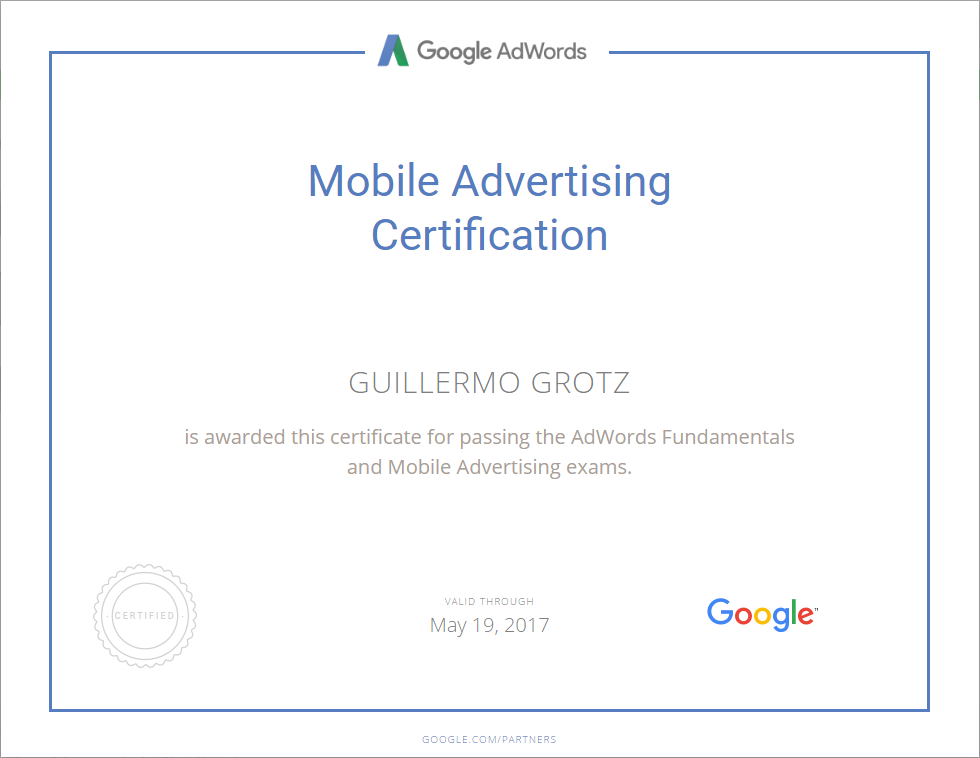 Google AdWords
Mobile Advertising
Certification
GUILLERMO GROTZ
is awarded this certificate for passing the AdWords Fundamentals
and Mobile Advertising exams.
· CERTIFIED ·
VALID THROUGH
May 19, 2017
Google™
GOOGLE.COM/PARTNERS